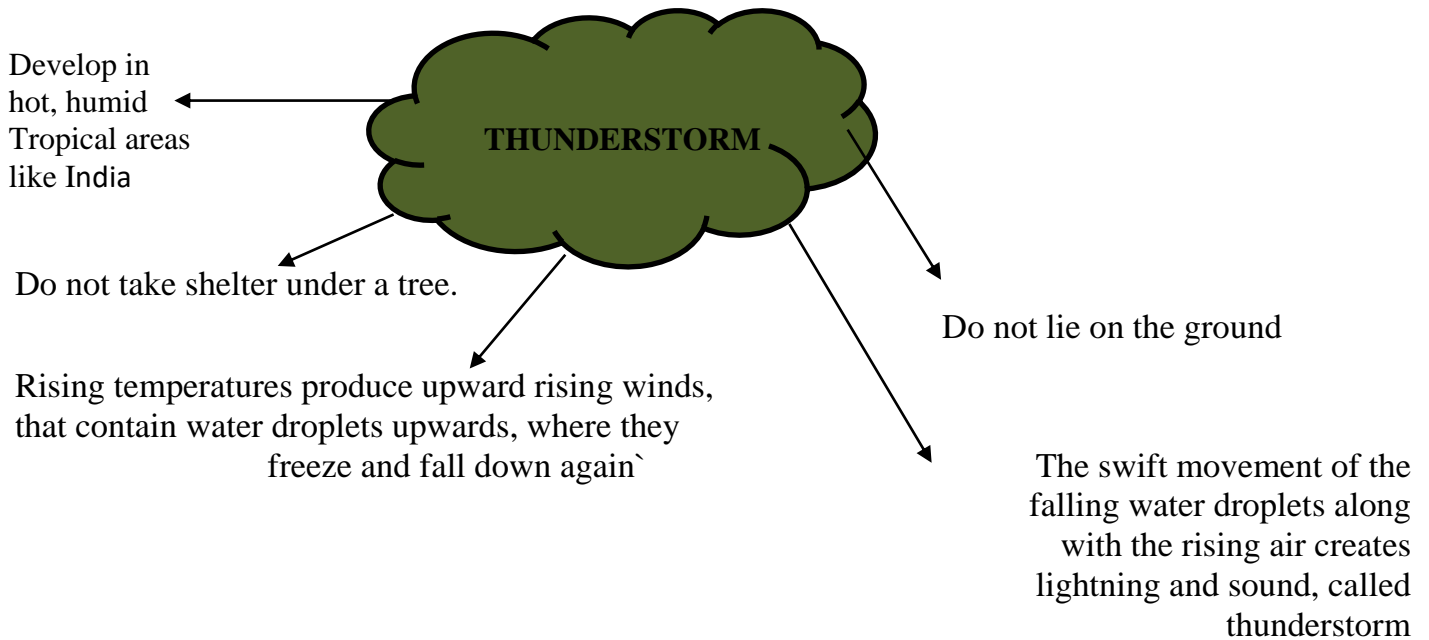 Develop in
hot, humid
Tropical areas
like India
THUNDERSTORM
Do not take shelter under a tree.
Do not lie on the ground
Rising temperatures produce upward rising winds,
that contain water droplets upwards, where they
freeze and fall down again`
The swift movement of the
falling water droplets along
with the rising air creates
lightning and sound, called
thunderstorm